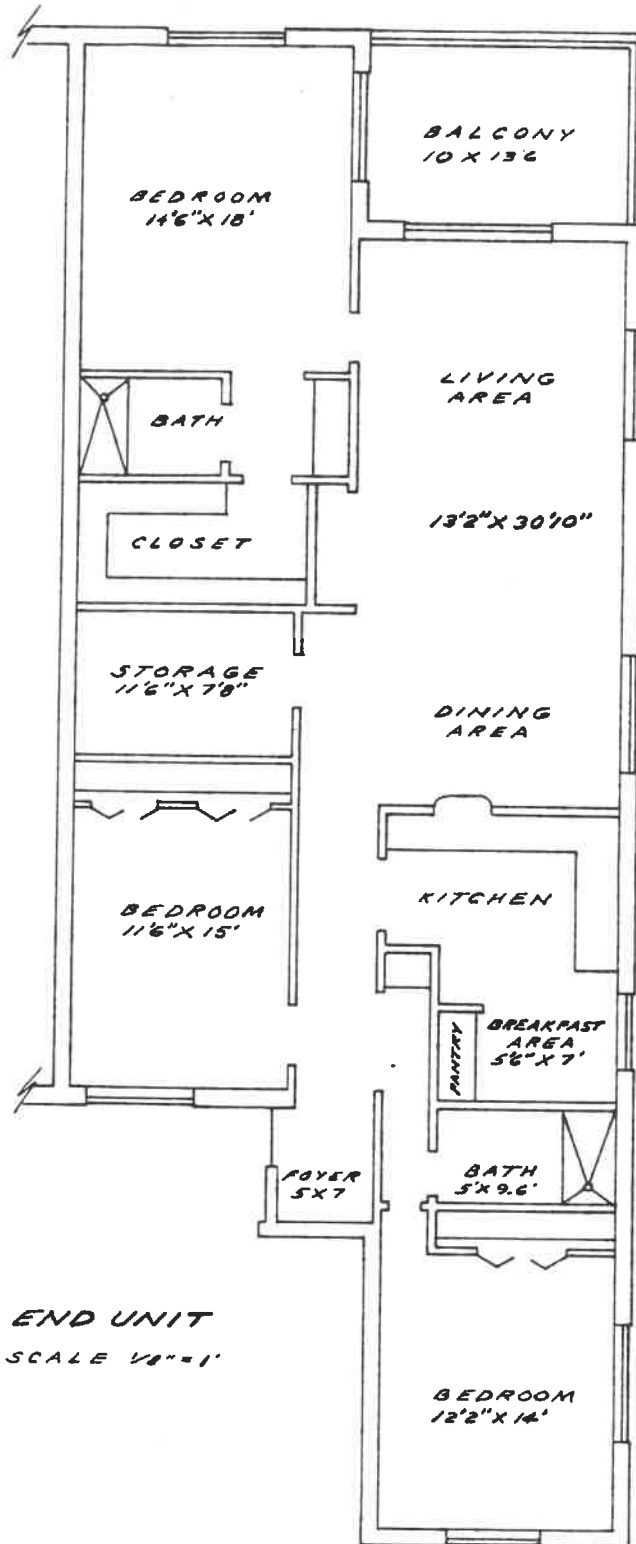 BALCONY
10 X 13'6
BEDROOM
14'6" X 18'
LIVING
AREA
BATH
13'2" X 30'10"
CLOSET
STORAGE
11'6" X 7'8"
DINING
AREA
KITCHEN
BEDROOM
11'6" X 15'
BREAKFAST
AREA
5'6" X 7'
PANTRY
FOYER
5 X 7
BATH
5' X 9.6'
END UNIT
SCALE 1/8" = 1'
BEDROOM
12'2" X 14'